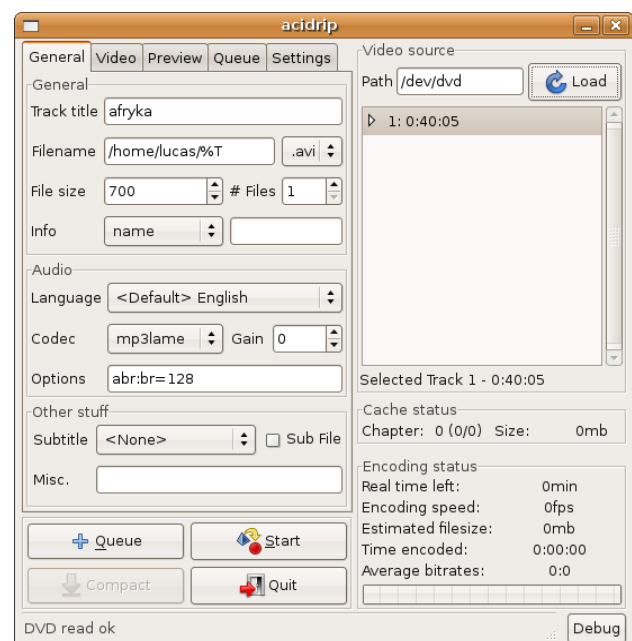 acidrip
General Video Preview Queue Settings
General
Track title afryka
Filename /home/lucas/%T .avi
File size 700 # Files 1
Info name
Audio
Language <Default> English
Codec mp3lame Gain 0
Options abr:br=128
Other stuff
Subtitle <None> Sub File
Misc.
Queue Start
Compact Quit
Video source
Path /dev/dvd Load
1: 0:40:05
Selected Track 1 - 0:40:05
Cache status
Chapter: 0 (0/0) Size: 0mb
Encoding status
Real time left: 0min
Encoding speed: 0fps
Estimated filesize: 0mb
Time encoded: 0:00:00
Average bitrates: 0:0
DVD read ok Debug